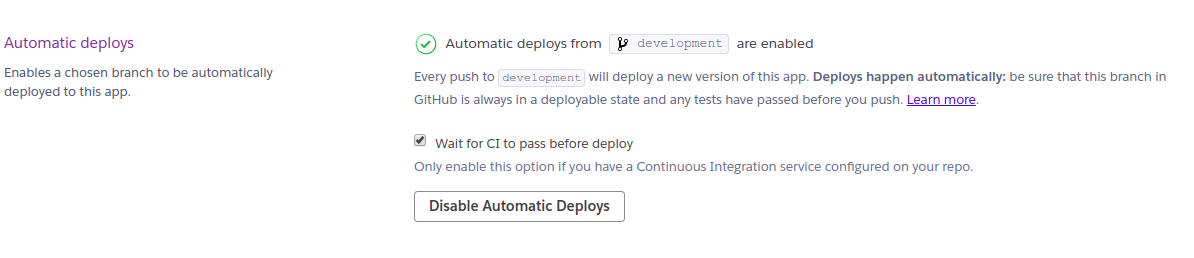 Automatic deploys
Enables a chosen branch to be automatically
deployed to this app.
Automatic deploys from development are enabled
Every push to development will deploy a new version of this app. Deploys happen automatically: be sure that this branch in
GitHub is always in a deployable state and any tests have passed before you push. Learn more.
Wait for CI to pass before deploy
Only enable this option if you have a Continuous Integration service configured on your repo.
Disable Automatic Deploys